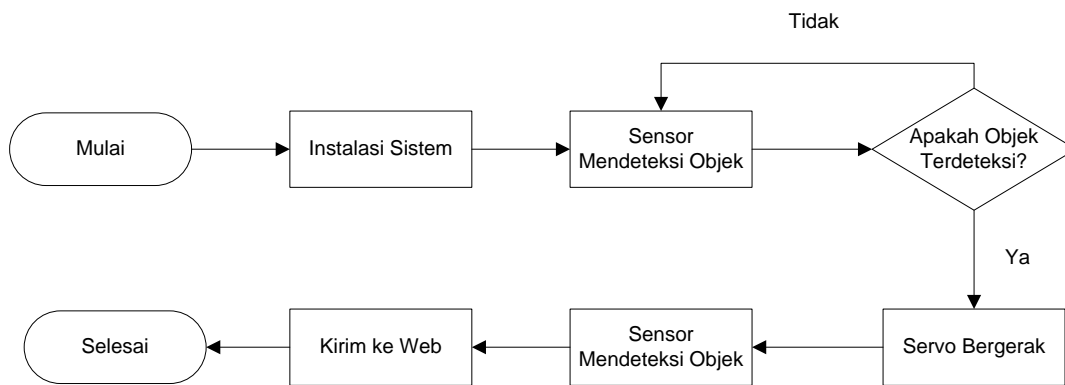 Tidak
Mulai
Instalasi Sistem
Sensor
Mendeteksi Objek
Apakah Objek
Terdeteksi?
Ya
Servo Bergerak
Sensor
Mendeteksi Objek
Kirim ke Web
Selesai